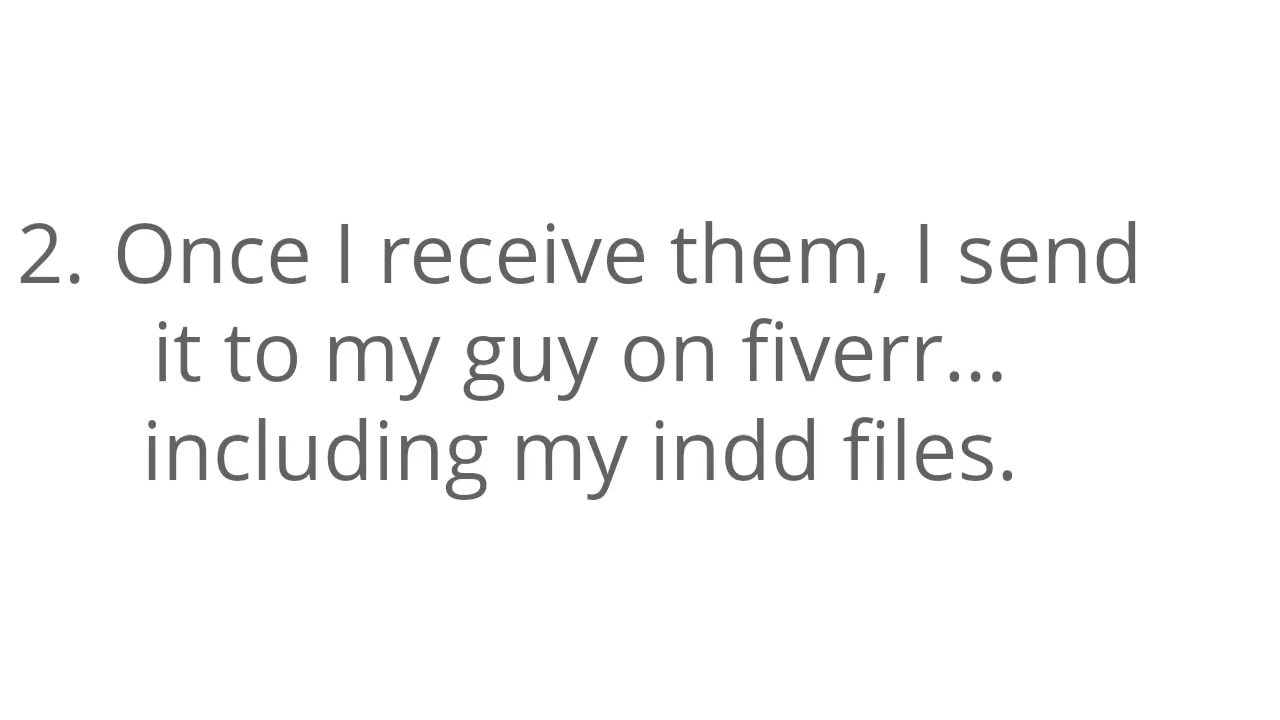 2. Once I receive them, I send
it to my guy on fiverr...
including my indd files.